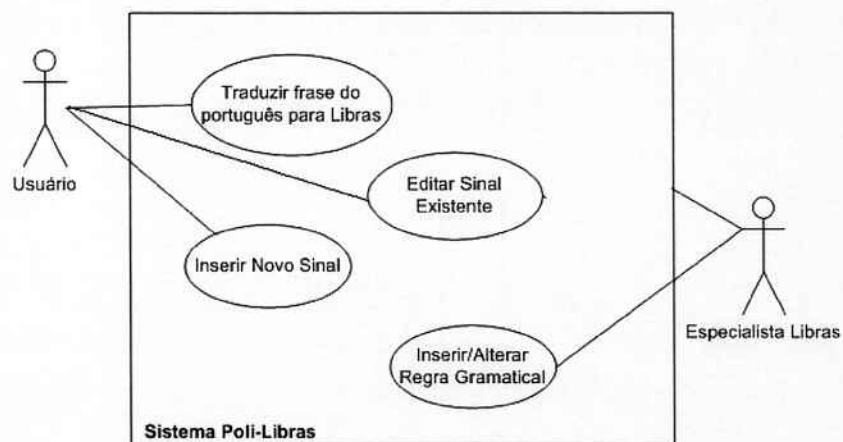 Traduzir frase do
português para Libras
Usuário
Editar Sinal
Existente
Inserir Novo Sinal
Especialista Libras
Inserir/Alterar
Regra Gramatical
Sistema Poli-Libras